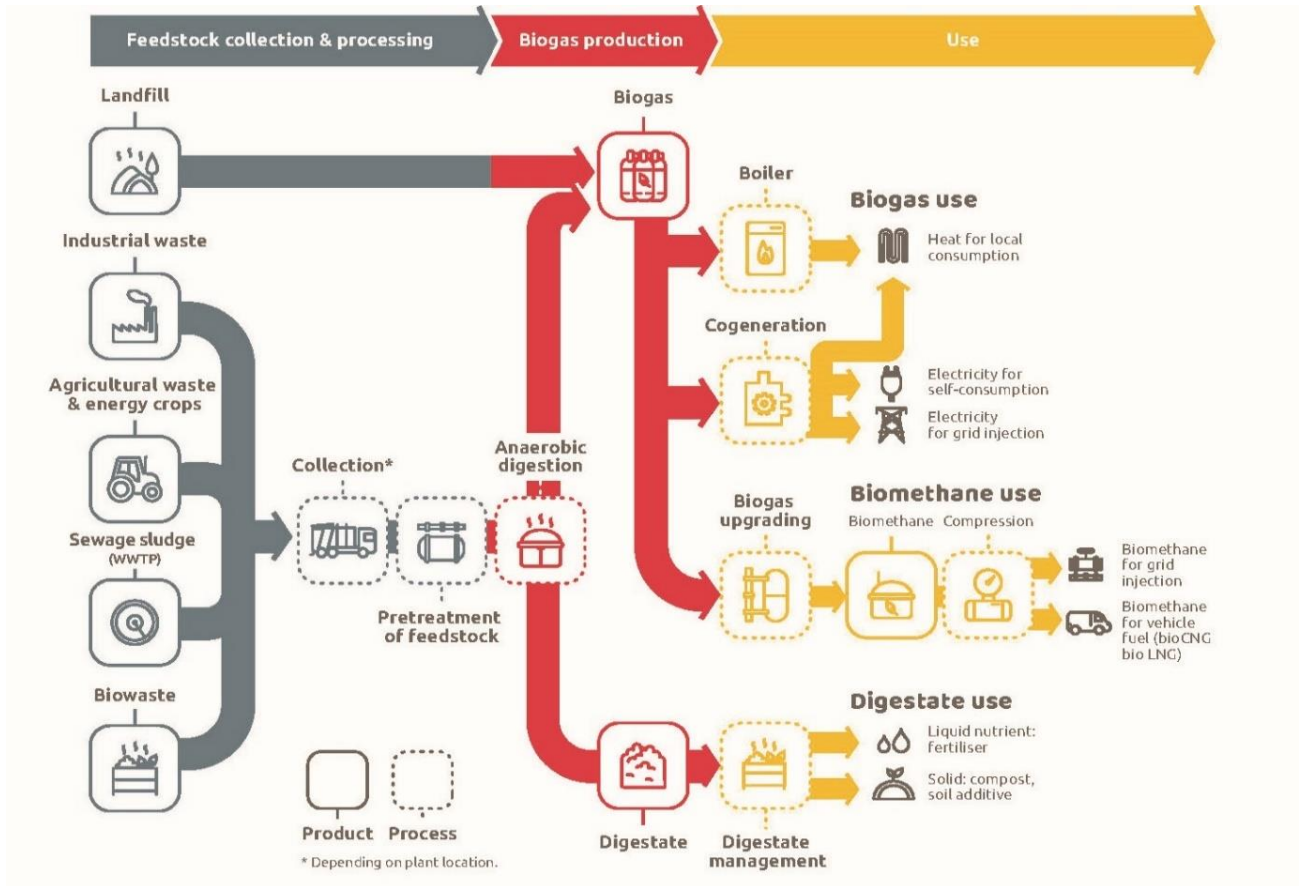 Feedstock collection & processing
Biogas production
Use
Landfill
Biogas
Industrial waste
Boiler
Biogas use
Heat for local
consumption
Agricultural waste
& energy crops
Cogeneration
Electricity for
self-consumption
Electricity
for grid injection
Collection*
Anaerobic
digestion
Sewage sludge
(WWTP)
Pretreatment
of feedstock
Biogas
upgrading
Biomethane use
Biomethane
Compression
Biomethane
for grid
injection
Biomethane
for vehicle
fuel (bioCNG
bio LNG)
Biowaste
Digestate use
Liquid nutrient:
fertiliser
Solid: compost,
soil additive
Product
Process
Digestate
Digestate
management
* Depending on plant location.